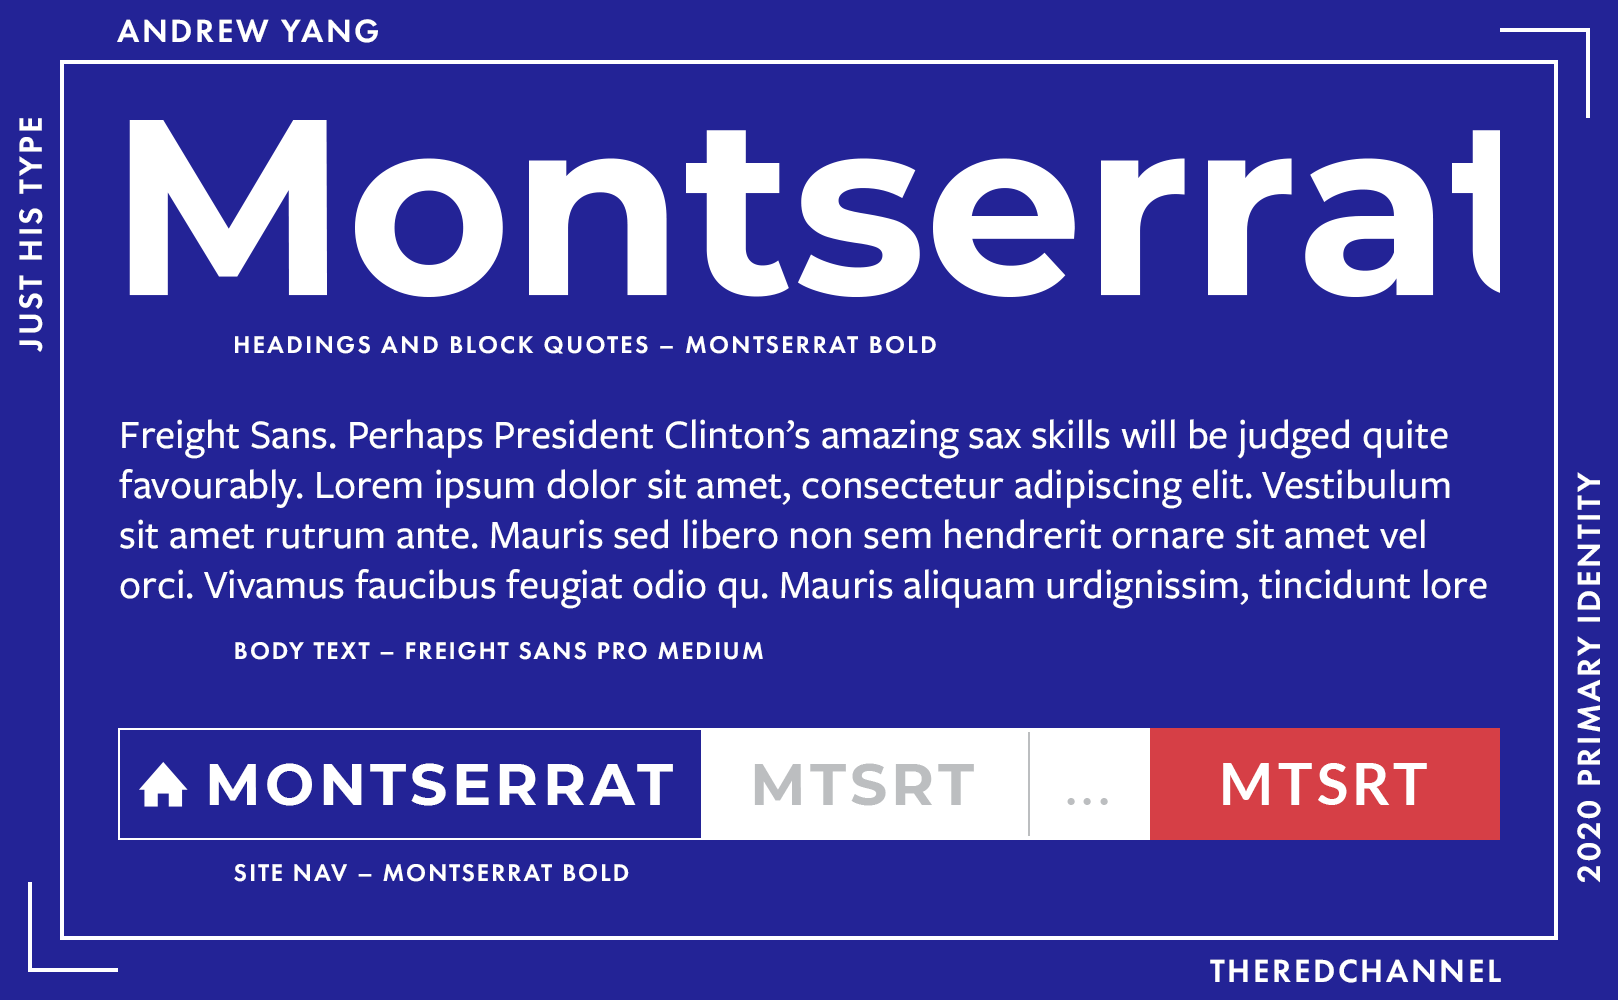 ANDREW YANG
JUST HIS TYPE
Montserrat
HEADINGS AND BLOCK QUOTES – MONTSERRAT BOLD
Freight Sans. Perhaps President Clinton’s amazing sax skills will be judged quite
favourably. Lorem ipsum dolor sit amet, consectetur adipiscing elit. Vestibulum
sit amet rutrum ante. Mauris sed libero non sem hendrerit ornare sit amet vel
orci. Vivamus faucibus feugiat odio qu. Mauris aliquam urdignissim, tincidunt lore
BODY TEXT – FREIGHT SANS PRO MEDIUM
MONTSERRAT MTSRT ... MTSRT
SITE NAV – MONTSERRAT BOLD
2020 PRIMARY IDENTITY
THEREDCHANNEL